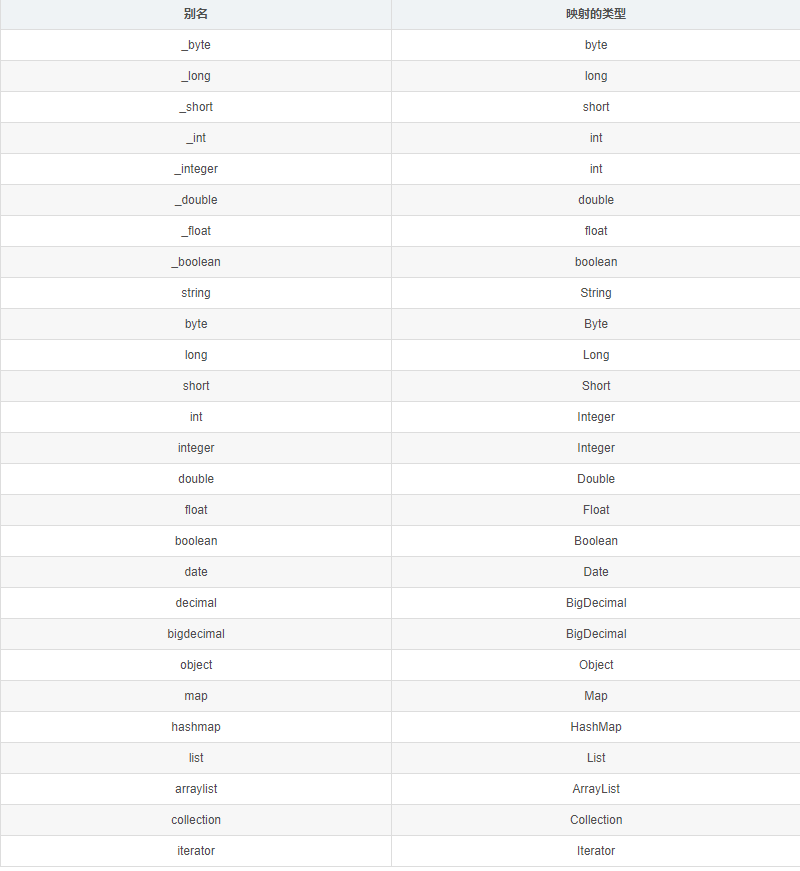 别名 映射的类型
_byte byte
_long long
_short short
_int int
_integer int
_double double
_float float
_boolean boolean
string String
byte Byte
long Long
short Short
int Integer
integer Integer
double Double
float Float
boolean Boolean
date Date
decimal BigDecimal
bigdecimal BigDecimal
object Object
map Map
hashmap HashMap
list List
arraylist ArrayList
collection Collection
iterator Iterator